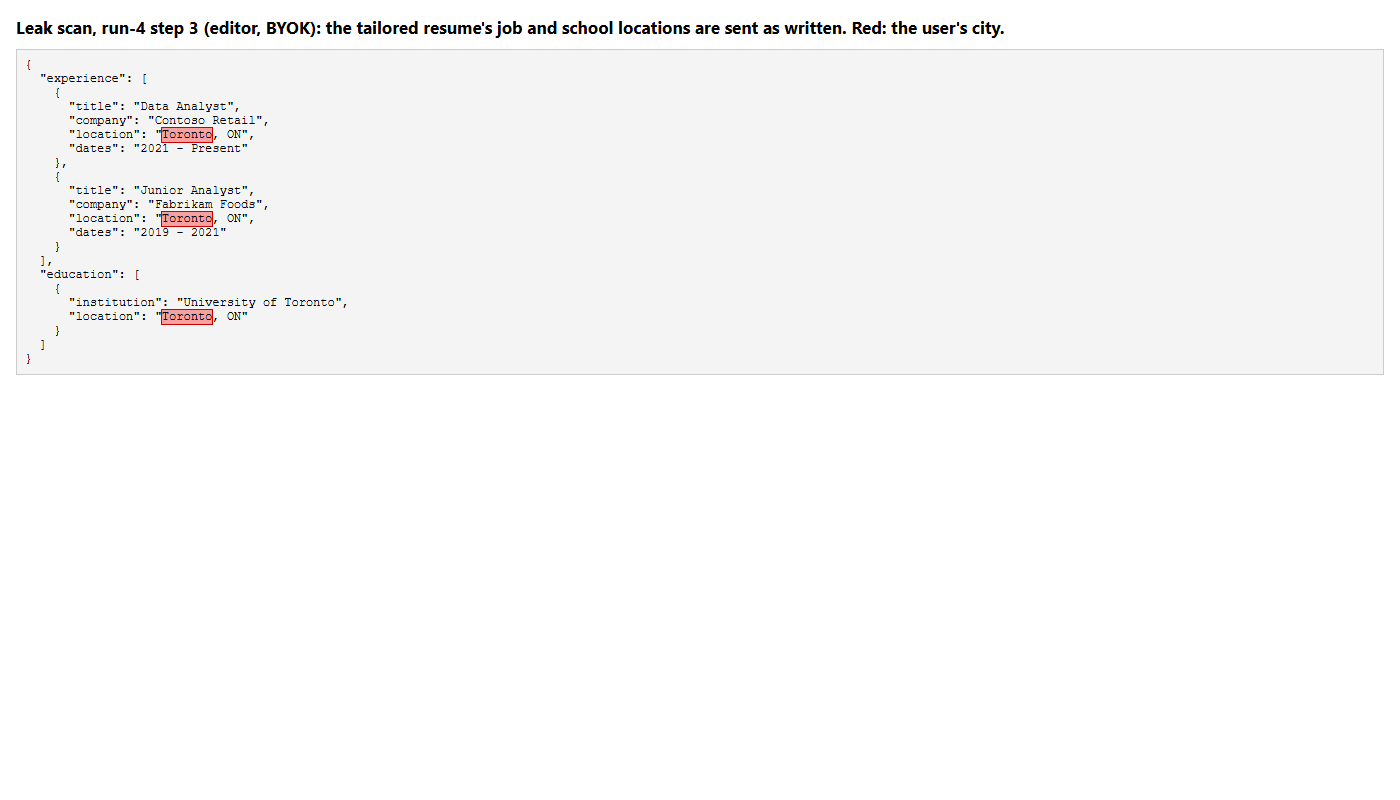 Leak scan, run-4 step 3 (editor, BYOK): the tailored resume's job and school locations are sent as written. Red: the user's city.
{
  "experience": [
    {
      "title": "Data Analyst",
      "company": "Contoso Retail",
      "location": "Toronto, ON",
      "dates": "2021 - Present"
    },
    {
      "title": "Junior Analyst",
      "company": "Fabrikam Foods",
      "location": "Toronto, ON",
      "dates": "2019 - 2021"
    }
  ],
  "education": [
    {
      "institution": "University of Toronto",
      "location": "Toronto, ON"
    }
  ]
}